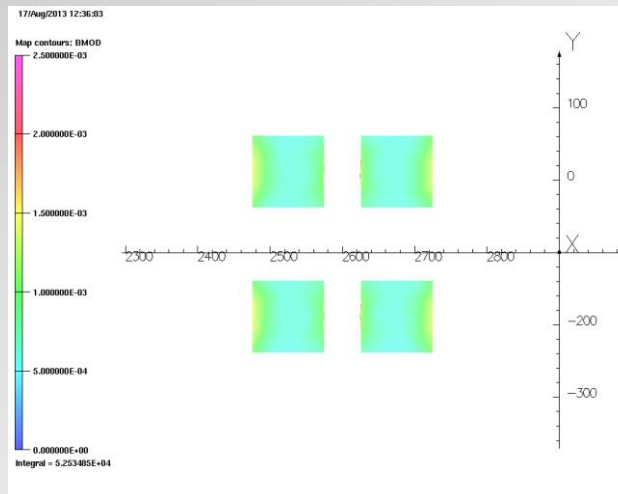 17/Aug/2013 12:36:03
Map contours: BMOD
2.500000E-03
2.000000E-03
1.500000E-03
1.000000E-03
5.000000E-04
0.000000E+00
Integral = 5.253485E+04
Y
100
0
X
2300 2400 2500 2600 2700 2800
-200
-300